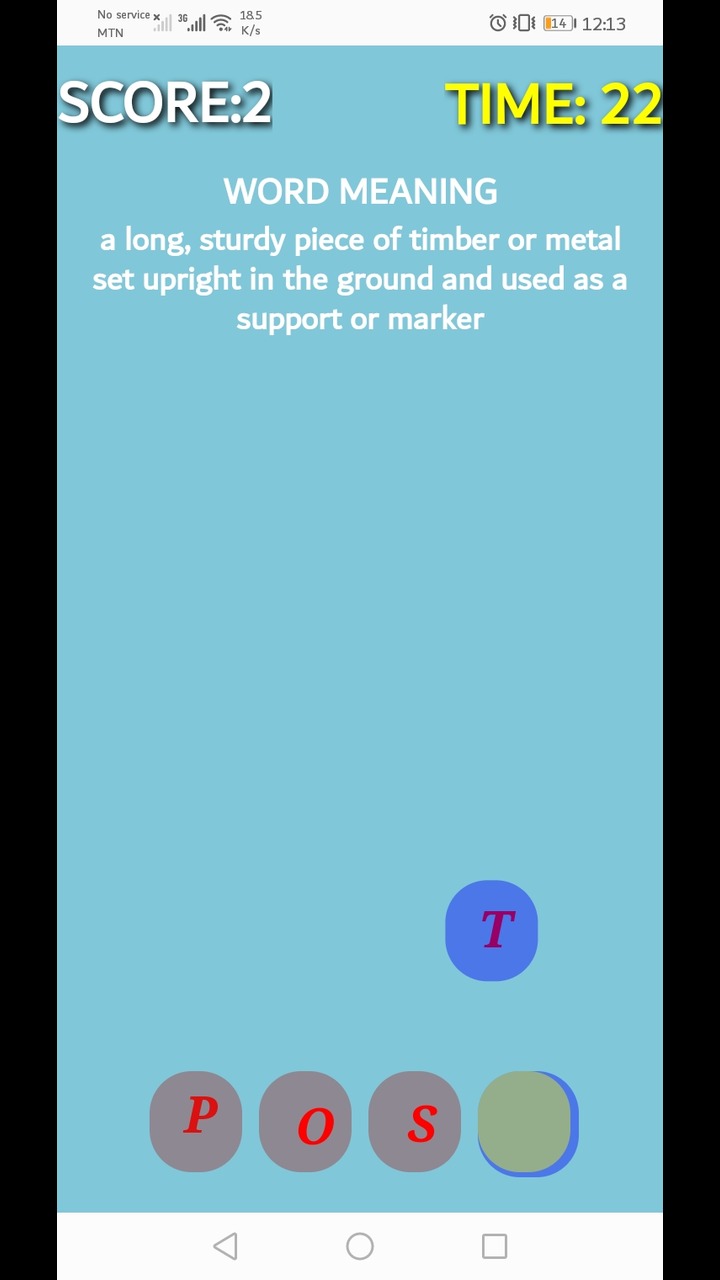 No service 3G 18.5 14 12:13
MTN K/s
SCORE:2 TIME: 22
WORD MEANING
a long, sturdy piece of timber or metal
set upright in the ground and used as a
support or marker
T
P O S